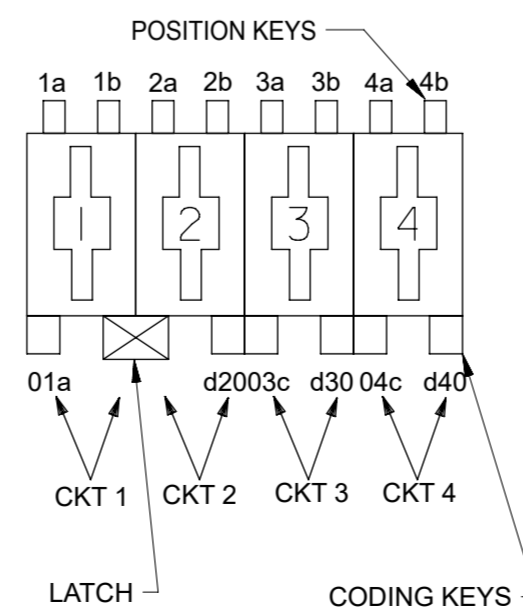 POSITION KEYS
1a 1b 2a 2b 3a 3b 4a 4b
1 2 3 4
01a d2003c d30 04c d40
CKT 1 CKT 2 CKT 3 CKT 4
LATCH CODING KEYS